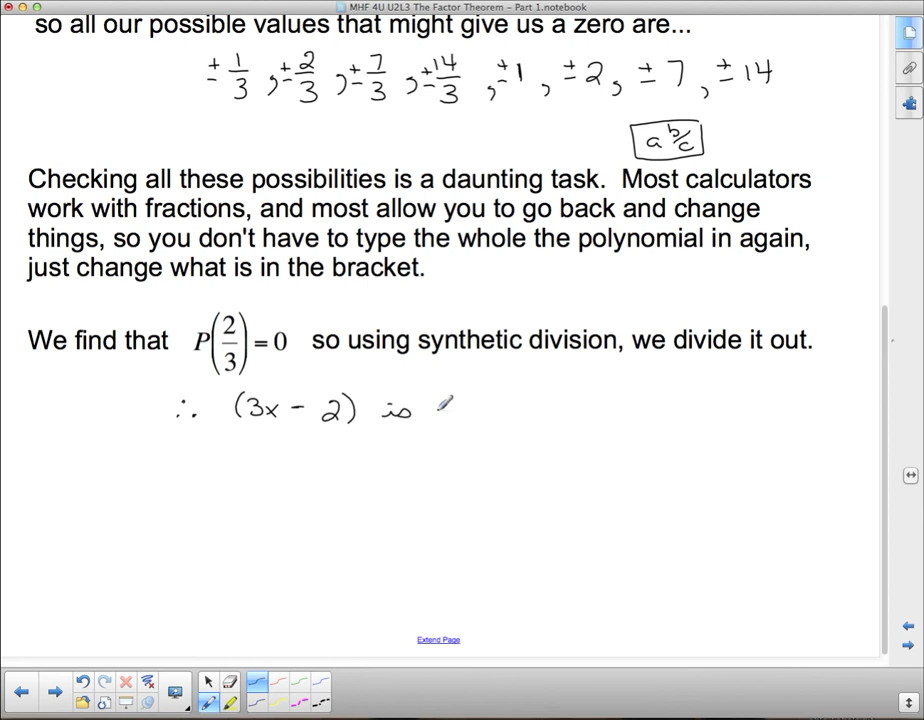 MHF 4U U2L3 The Factor Theorem – Part 1.notebook
so all our possible values that might give us a zero are...
± 1/3, ± 2/3, ± 7/3, ± 14/3, ± 1, ± 2, ± 7, ± 14
a b/c
Checking all these possibilities is a daunting task.  Most calculators
work with fractions, and most allow you to go back and change
things, so you don't have to type the whole the polynomial in again,
just change what is in the bracket.
We find that P(2/3) = 0 so using synthetic division, we divide it out.
∴ (3x - 2) is
Extend Page